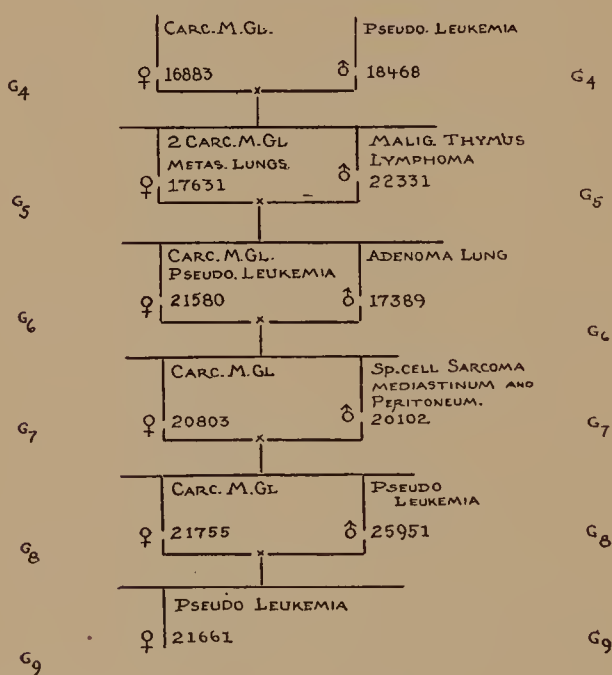 CARC. M. GL. PSEUDO. LEUKEMIA
G4 ♀ 16883 ♂ 18468 G4
x
2 CARC. M. GL MALIG. THYMUS
METAS. LUNGS. LYMPHOMA
G5 ♀ 17631 ♂ 22331 G5
x
CARC. M. GL. ADENOMA LUNG
PSEUDO. LEUKEMIA
G6 ♀ 21580 ♂ 17389 G6
x
CARC. M. GL SP. CELL SARCOMA
MEDIASTINUM AND
PERITONEUM.
G7 ♀ 20803 ♂ 20102 G7
x
CARC. M. GL PSEUDO
LEUKEMIA
G8 ♀ 21755 ♂ 25951 G8
x
PSEUDO LEUKEMIA
G9 ♀ 21661 G9